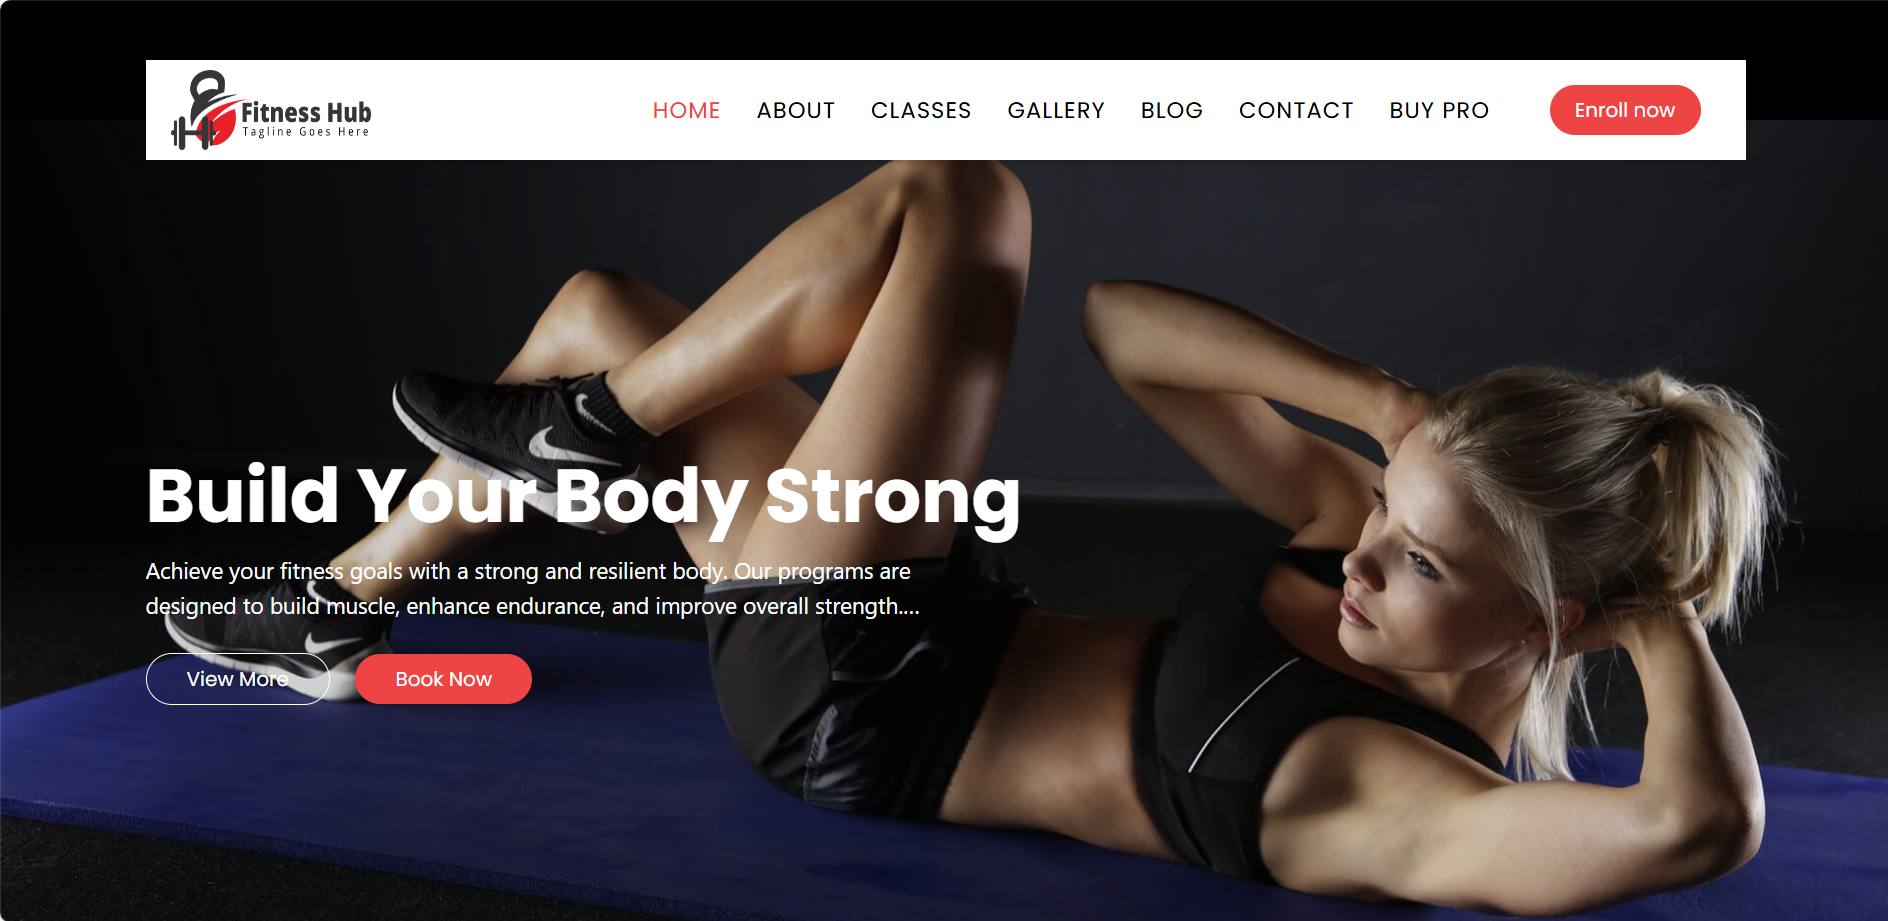 Fitness Hub
Tagline Goes Here
HOME ABOUT CLASSES GALLERY BLOG CONTACT BUY PRO Enroll now
Build Your Body Strong
Achieve your fitness goals with a strong and resilient body. Our programs are
designed to build muscle, enhance endurance, and improve overall strength....
View More Book Now